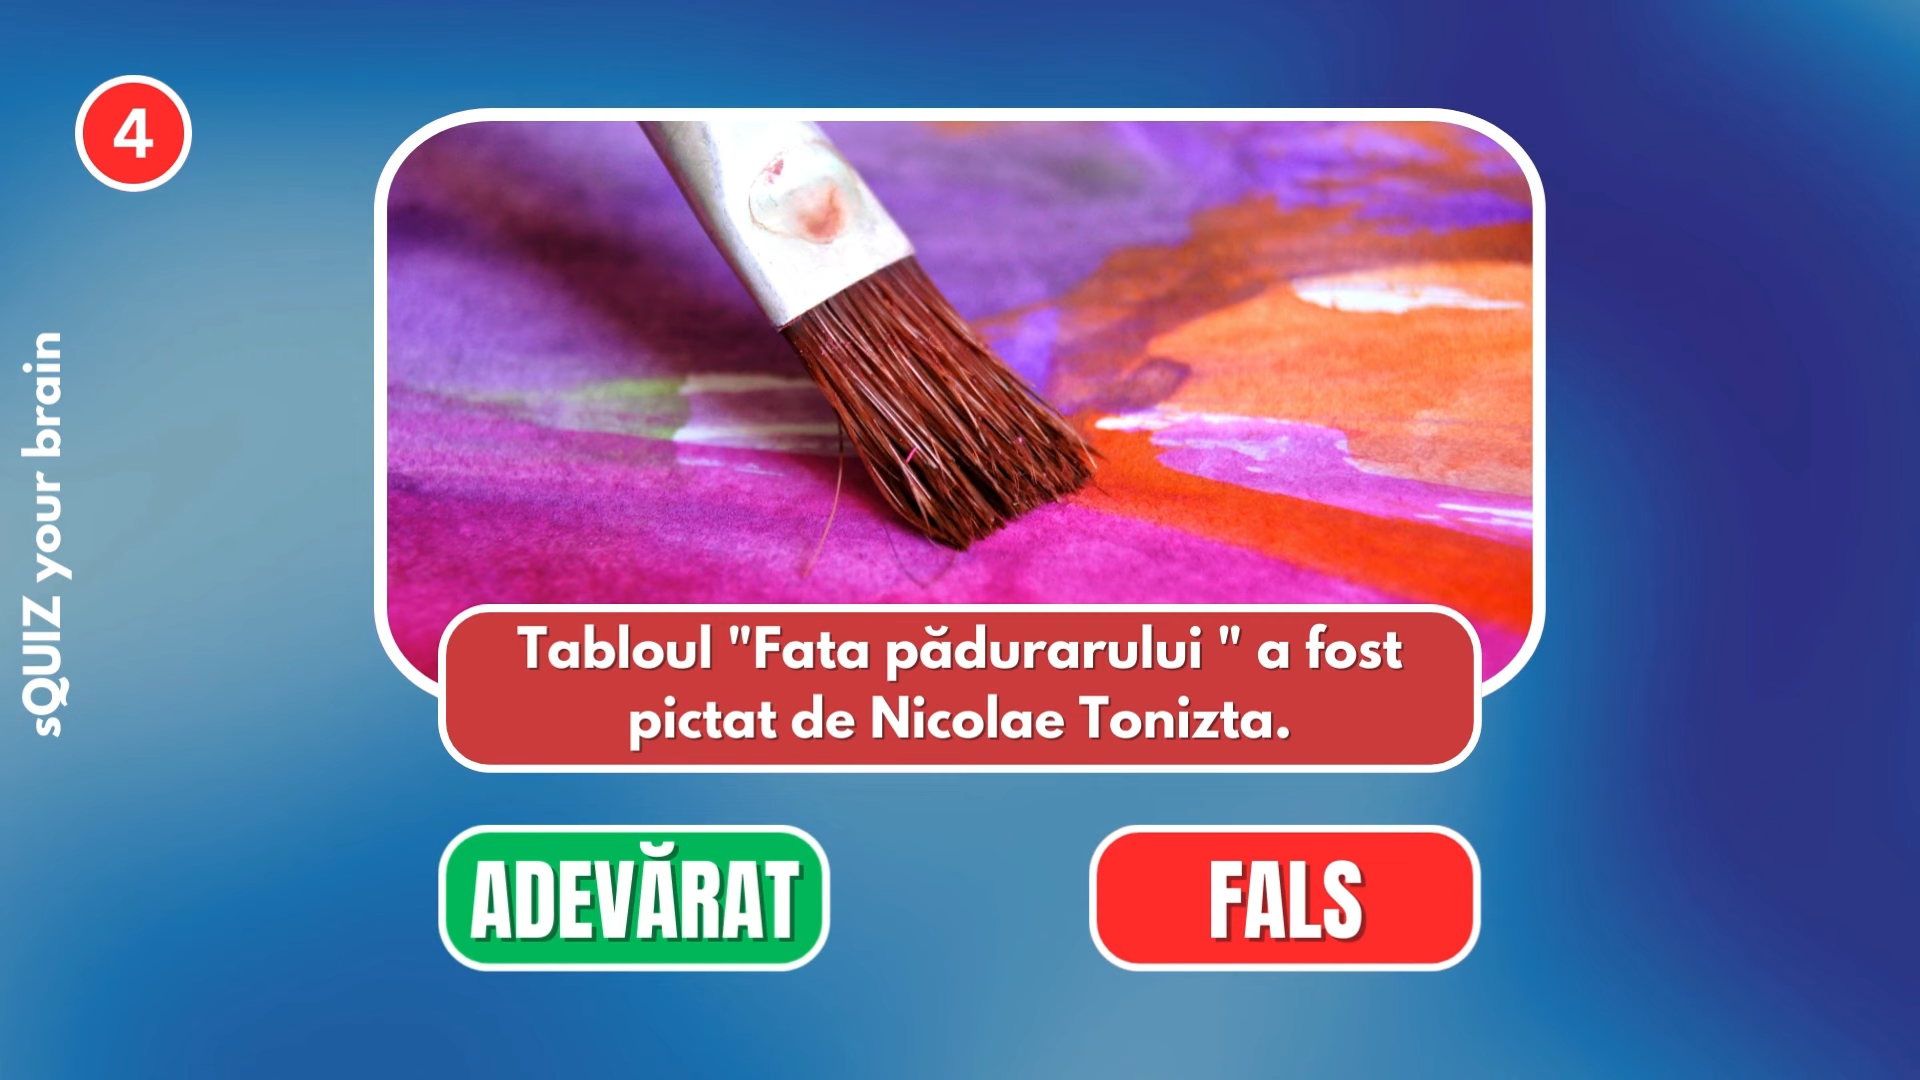 4
sQUIZ your brain
Tabloul "Fata pădurarului " a fost
pictat de Nicolae Tonizta.
ADEVĂRAT
FALS